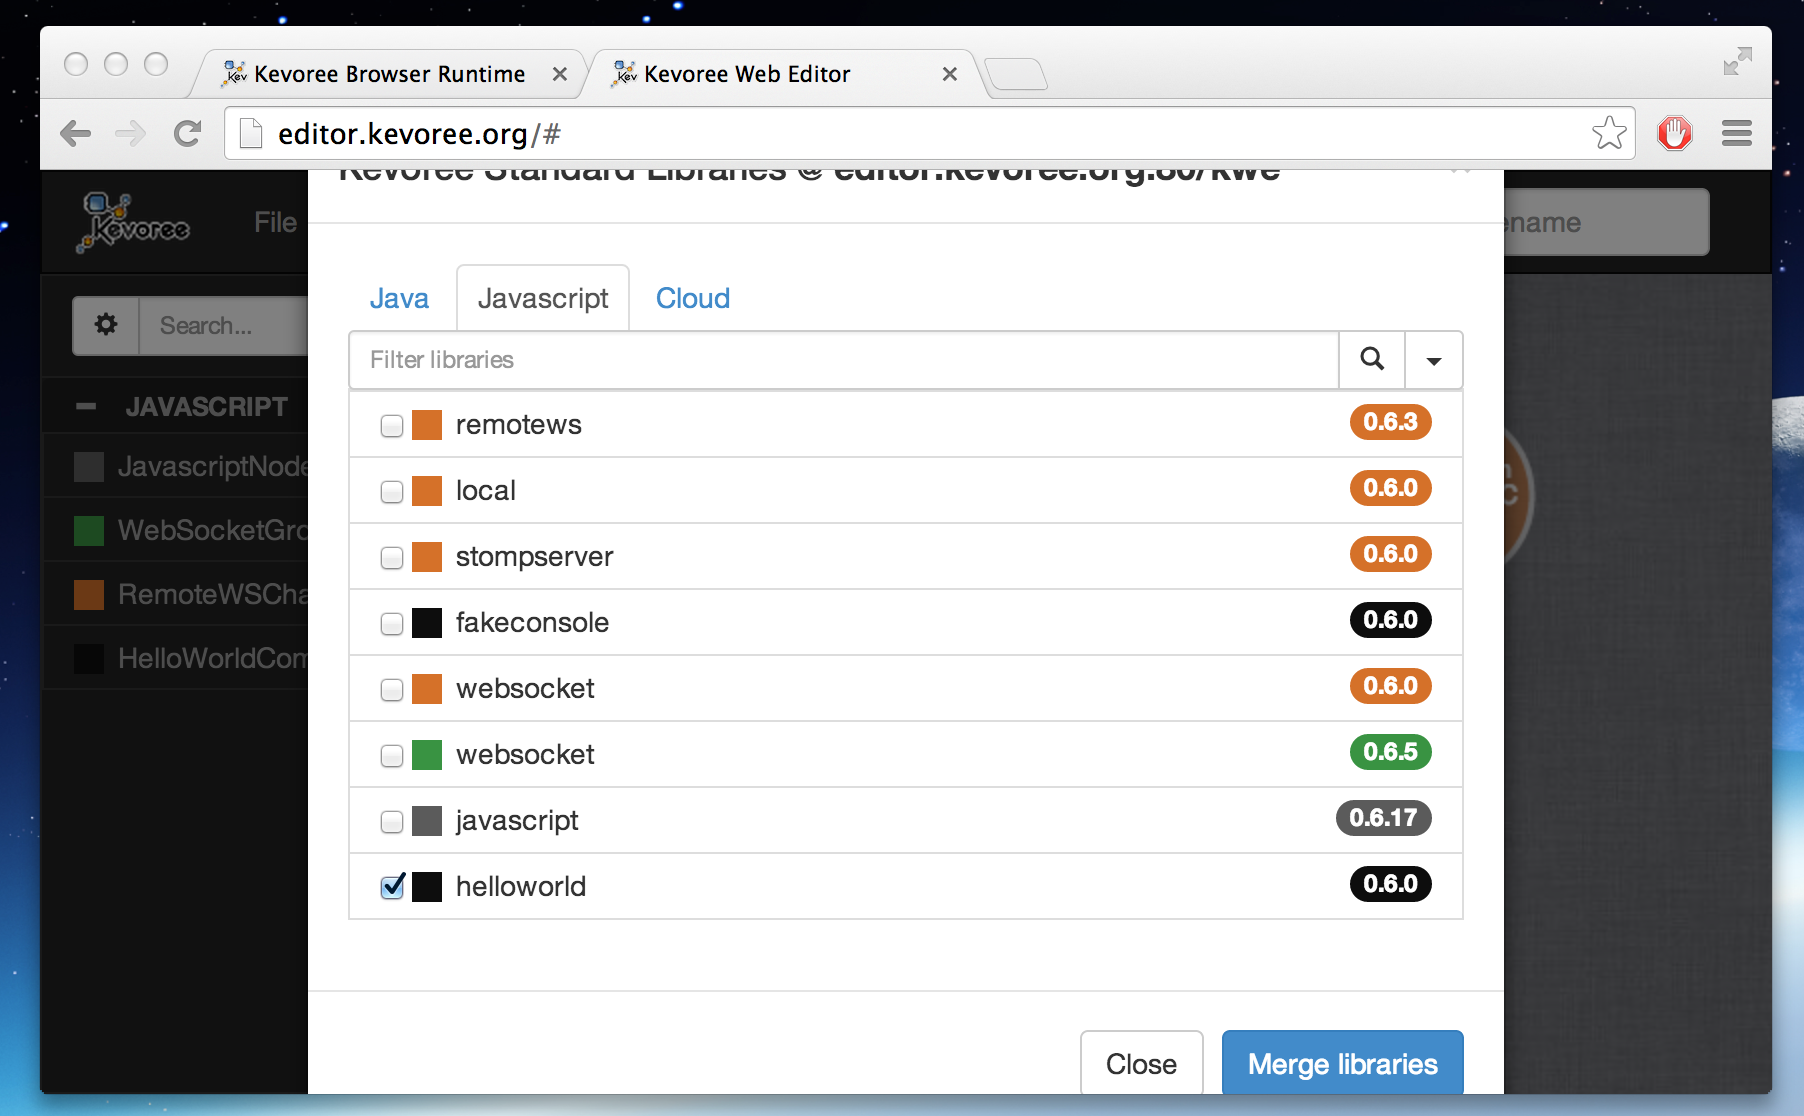 Kevoree Browser Runtime
Kevoree Web Editor
editor.kevoree.org/#
Kevoree Standard Libraries @ editor.kevoree.org:80/kwe
Kevoree
File
ename
Java
Javascript
Cloud
Search...
Filter libraries
JAVASCRIPT
JavascriptNode
WebSocketGro
RemoteWSCha
HelloWorldCom
remotews 0.6.3
local 0.6.0
stompserver 0.6.0
fakeconsole 0.6.0
websocket 0.6.0
websocket 0.6.5
javascript 0.6.17
helloworld 0.6.0
Close
Merge libraries